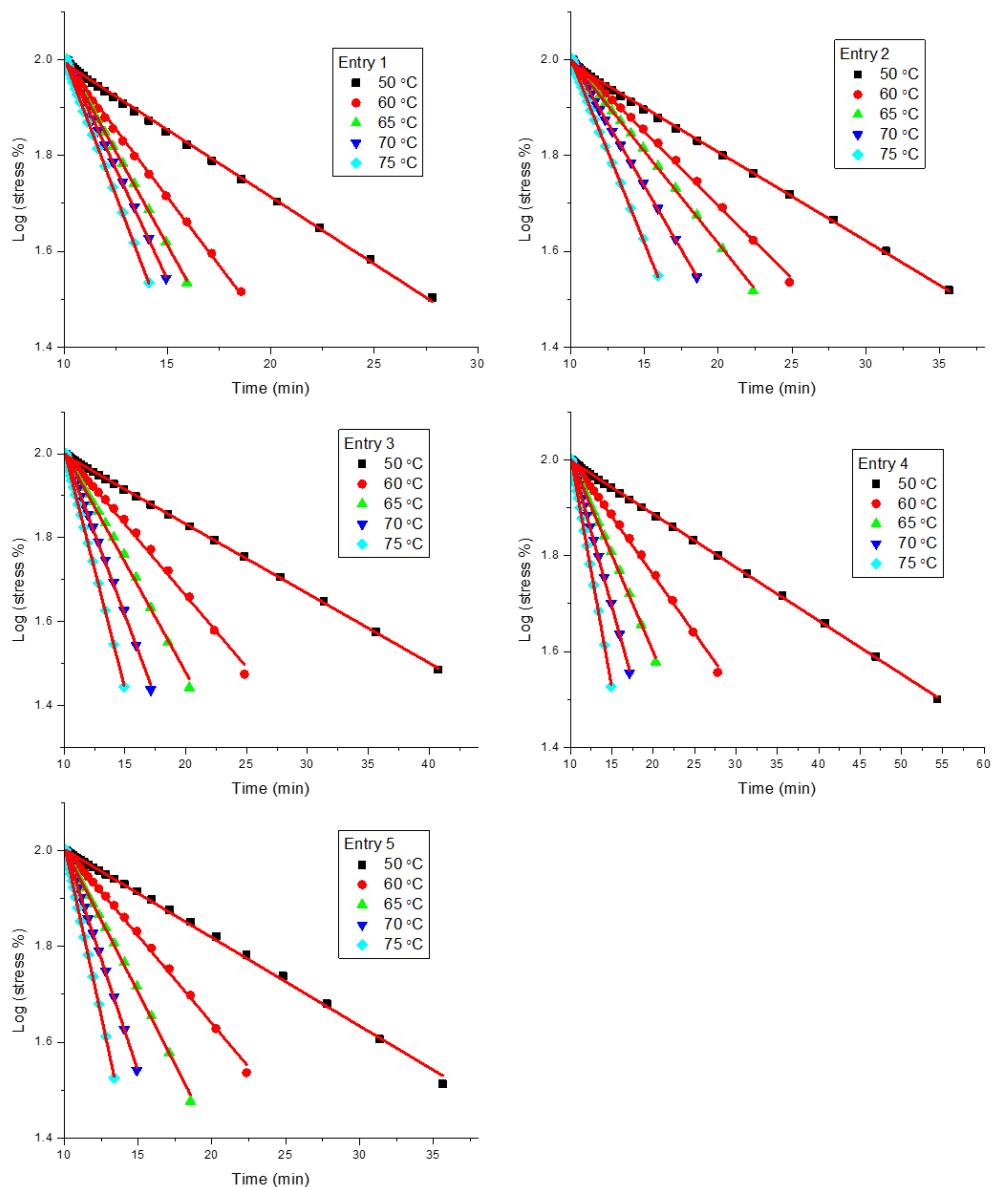 Entry 1
50 °C
60 °C
65 °C
70 °C
75 °C
2.0
1.8
1.6
1.4
Log (stress %)
10 15 20 25 30
Time (min)
Entry 2
50 °C
60 °C
65 °C
70 °C
75 °C
2.0
1.8
1.6
1.4
Log (stress %)
10 15 20 25 30 35
Time (min)
Entry 3
50 °C
60 °C
65 °C
70 °C
75 °C
2.0
1.8
1.6
1.4
Log (stress %)
10 15 20 25 30 35 40
Time (min)
Entry 4
50 °C
60 °C
65 °C
70 °C
75 °C
2.0
1.8
1.6
1.4
Log (stress %)
10 15 20 25 30 35 40 45 50 55 60
Time (min)
Entry 5
50 °C
60 °C
65 °C
70 °C
75 °C
2.0
1.8
1.6
1.4
Log (stress %)
10 15 20 25 30 35
Time (min)